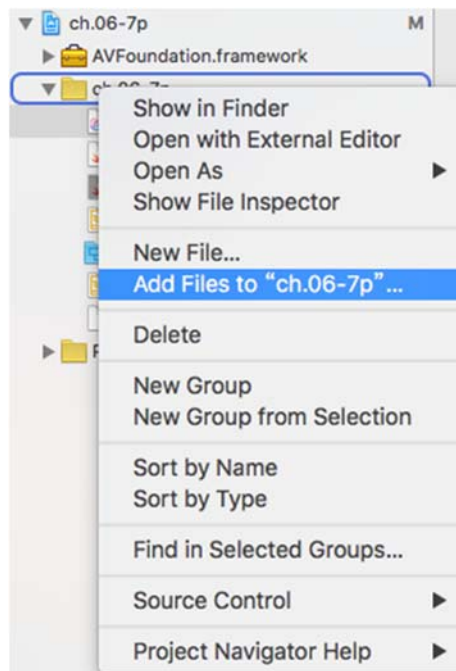 ch.06-7p M
AVFoundation.framework
Show in Finder
Open with External Editor
Open As
Show File Inspector
New File...
Add Files to “ch.06-7p”...
Delete
New Group
New Group from Selection
Sort by Name
Sort by Type
Find in Selected Groups...
Source Control
Project Navigator Help